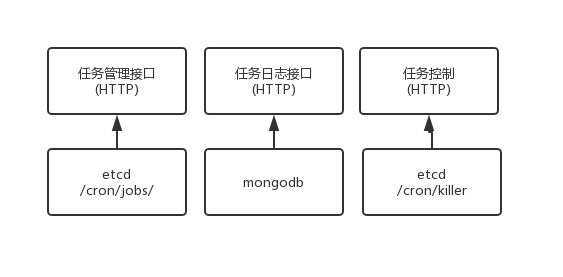 任务管理接口
(HTTP)
任务日志接口
(HTTP)
任务控制
(HTTP)
etcd
/cron/jobs/
mongodb
etcd
/cron/killer